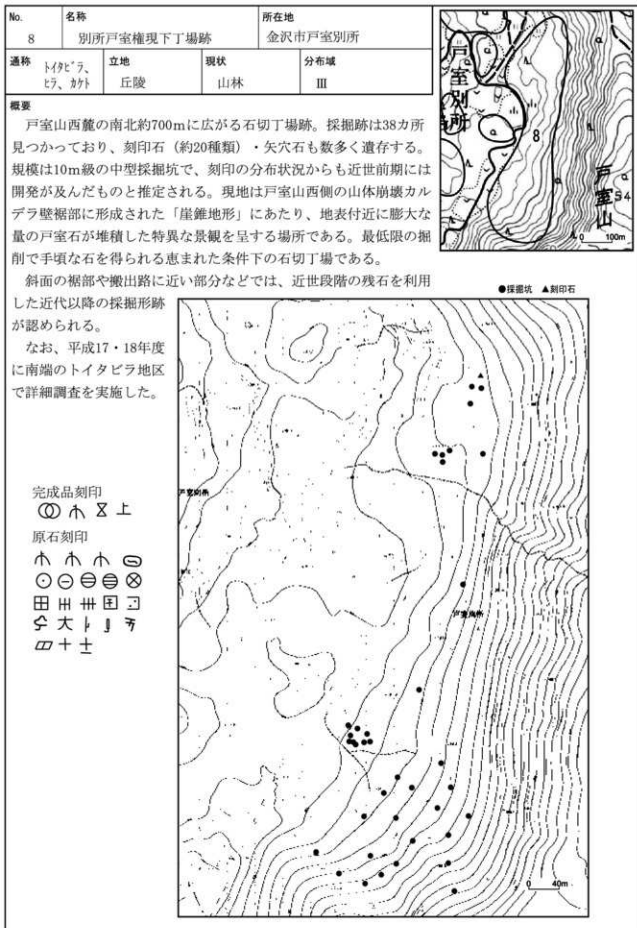 No. 名称 所在地
8 別所戸室権現下丁場跡 金沢市戸室別所
通称 トイタビラ、ヒラ、カケト 立地 丘陵 現状 山林 分布域 Ⅲ
概要
戸室山西麓の南北約700mに広がる石切丁場跡。採掘跡は38カ所
見つかっており、刻印石（約20種類）・矢穴石も数多く遺存する。
規模は10m級の中型採掘坑で、刻印の分布状況からも近世前期には
開発が及んだものと推定される。現地は戸室山西側の山体崩壊カル
デラ壁裾部に形成された「崖錐地形」にあたり、地表付近に膨大な
量の戸室石が堆積した特異な景観を呈する場所である。最低限の掘
削で手頃な石を得られる恵まれた条件下の石切丁場である。
斜面の裾部や搬出路に近い部分などでは、近世段階の残石を利用
した近代以降の採掘形跡
が認められる。
なお、平成17・18年度
に南端のトイタビラ地区
で詳細調査を実施した。
完成品刻印
上
原石刻印
大
戸室別所
8
戸室山
54
0 100m
●採掘坑 ▲刻印石
戸室別所
0 40m